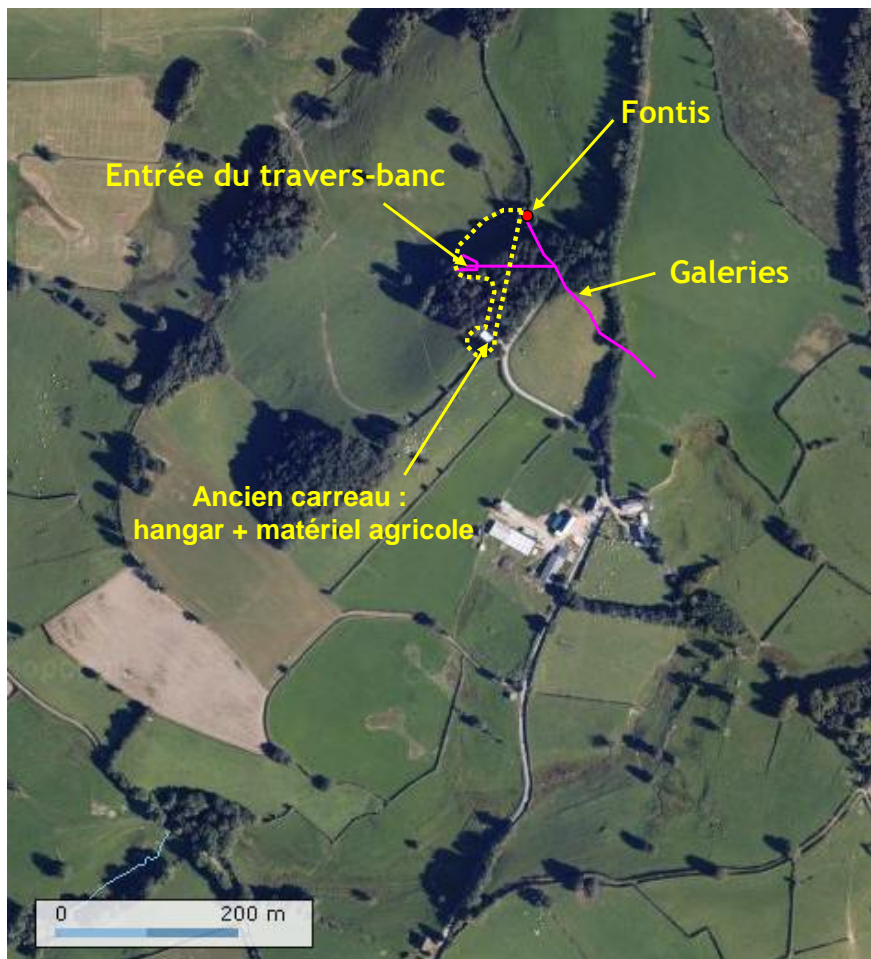 Fontis
Entrée du travers-banc
Galeries
Ancien carreau :
hangar + matériel agricole
0 200 m